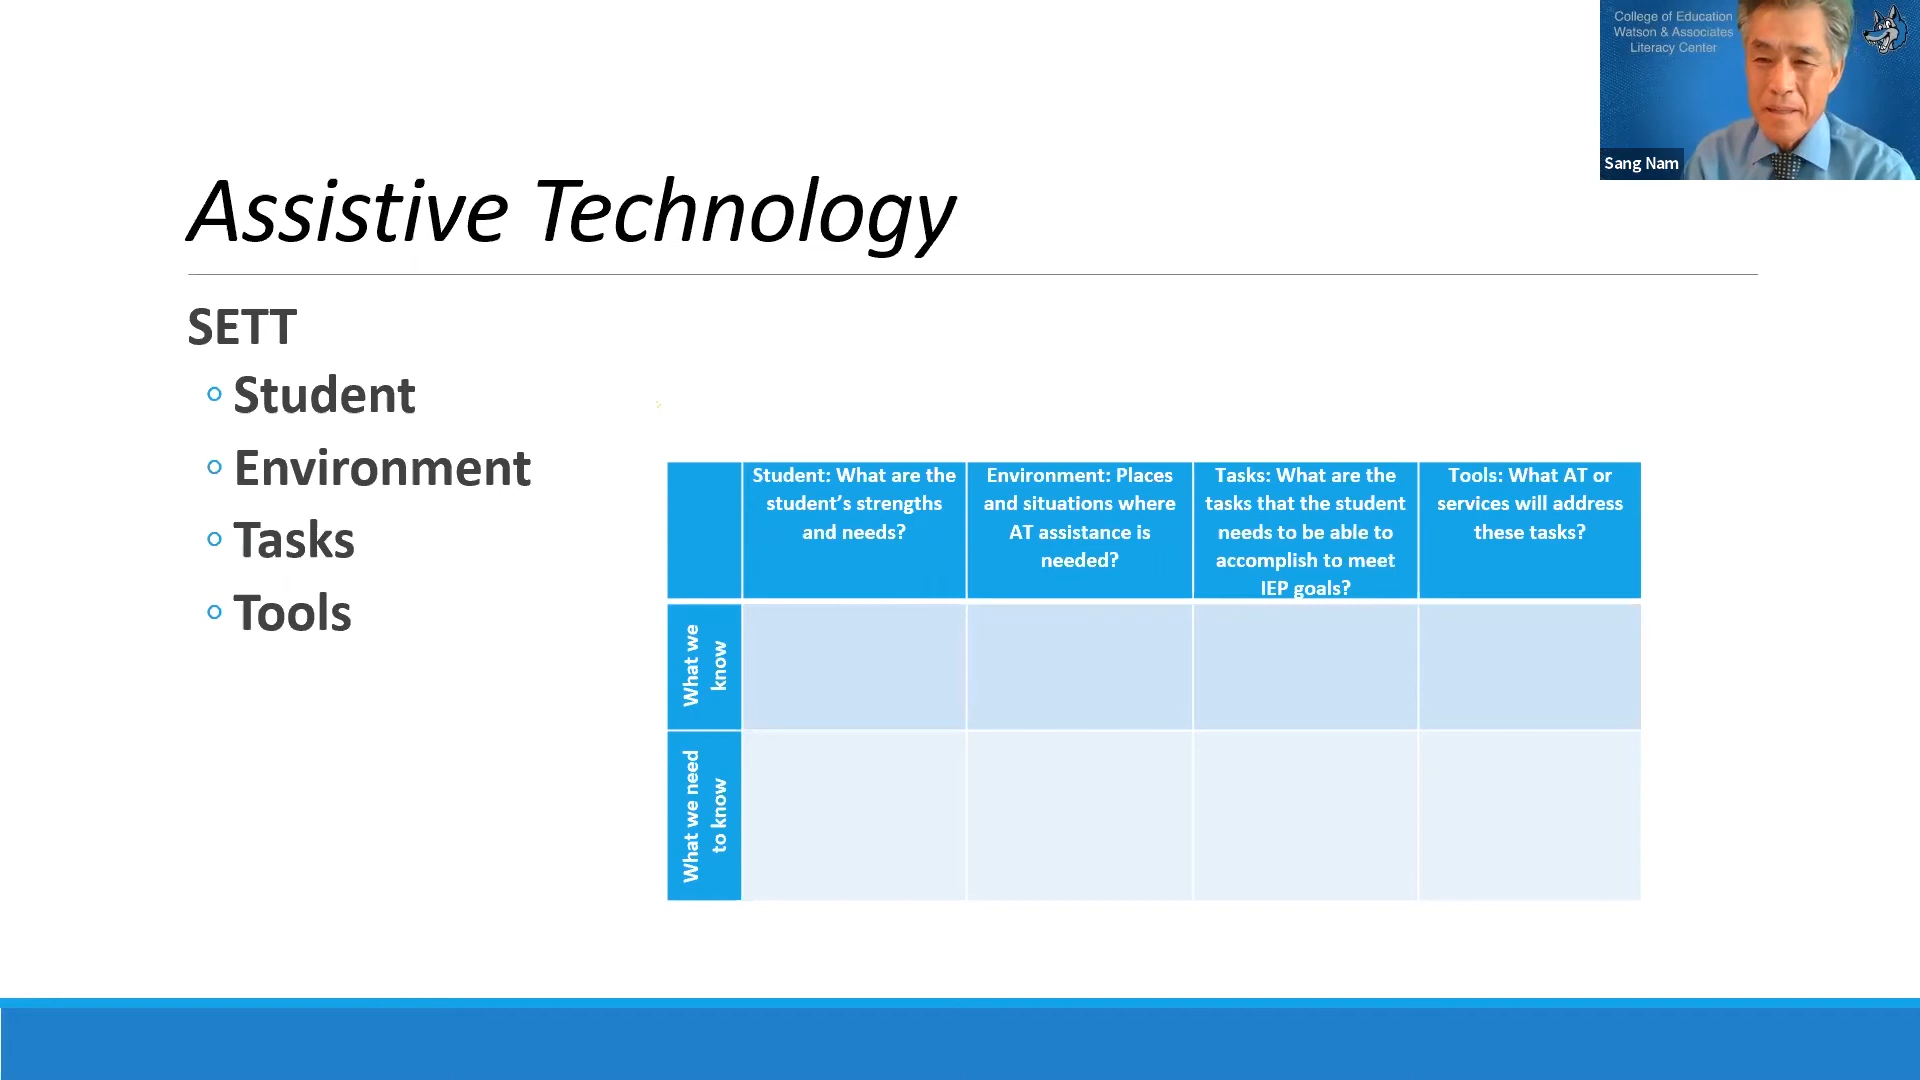 College of Education
Watson & Associates
Literacy Center
Sang Nam
Assistive Technology
SETT
Student
Environment
Tasks
Tools
Student: What are the
student’s strengths
and needs?
Environment: Places
and situations where
AT assistance is
needed?
Tasks: What are the
tasks that the student
needs to be able to
accomplish to meet
IEP goals?
Tools: What AT or
services will address
these tasks?
What we
know
What we need
to know